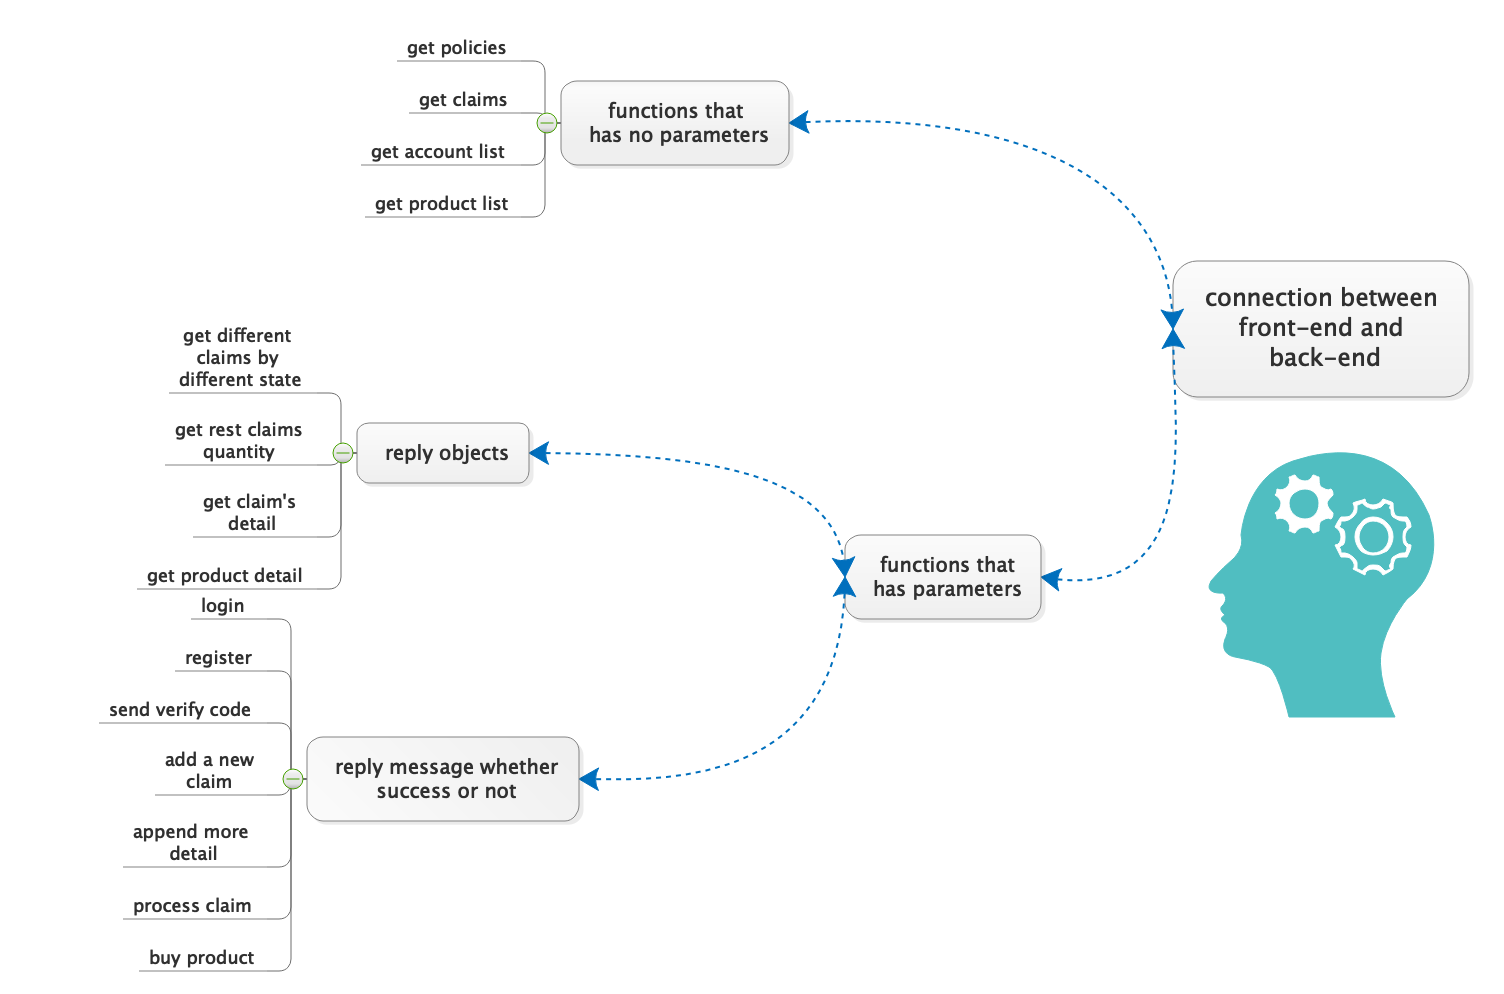 get policies
get claims
get account list
get product list
functions that
has no parameters
connection between
front-end and
back-end
get different
claims by
different state
get rest claims
quantity
get claim's
detail
get product detail
reply objects
functions that
has parameters
login
register
send verify code
add a new
claim
append more
detail
process claim
buy product
reply message whether
success or not